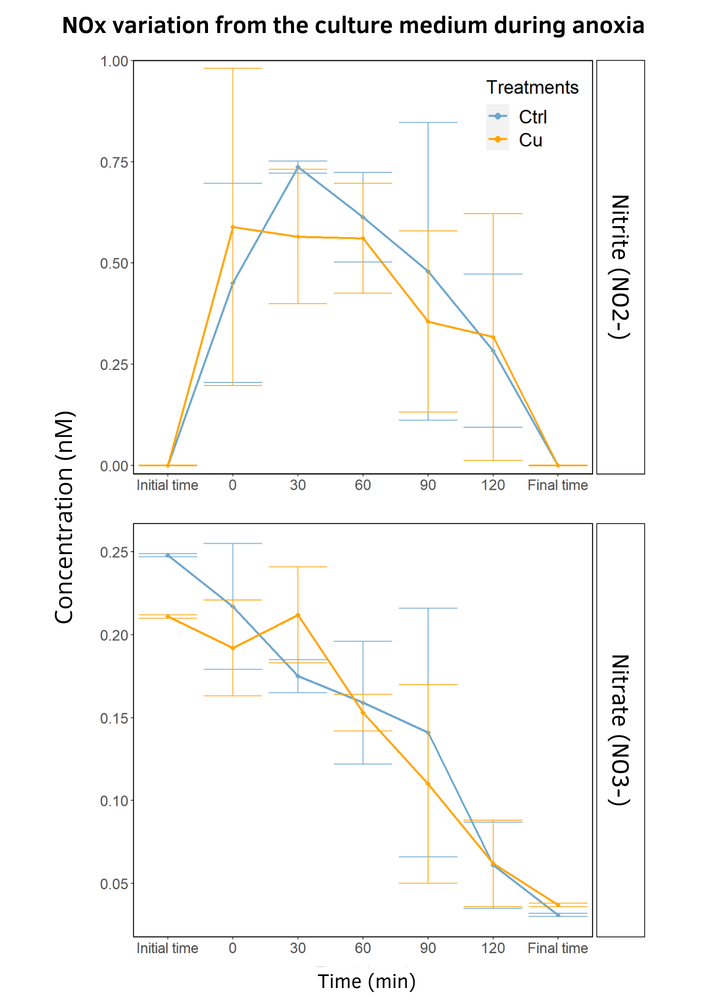 NOx variation from the culture medium during anoxia
Concentration (nM)
1.00
0.75
0.50
0.25
0.00
Treatments
Ctrl
Cu
Initial time 0 30 60 90 120 Final time
Nitrite (NO2-)
0.25
0.20
0.15
0.10
0.05
Initial time 0 30 60 90 120 Final time
Nitrate (NO3-)
Time (min)